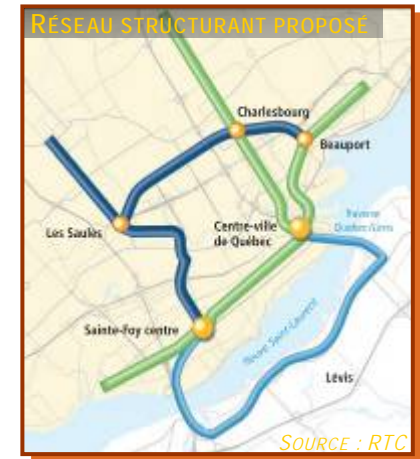 RÉSEAU STRUCTURANT PROPOSÉ
Charlesbourg
Beauport
Traverse
Québec/Lévis
Centre-ville
de Québec
Les Saules
Sainte-Foy centre
Fleuve Saint-Laurent
Lévis
SOURCE : RTC